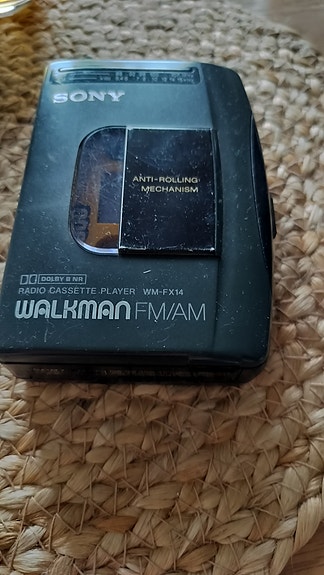 SONY
ANTI-ROLLING
MECHANISM
DOLBY B NR
RADIO CASSETTE PLAYER WM-FX14
WALKMAN FM/AM